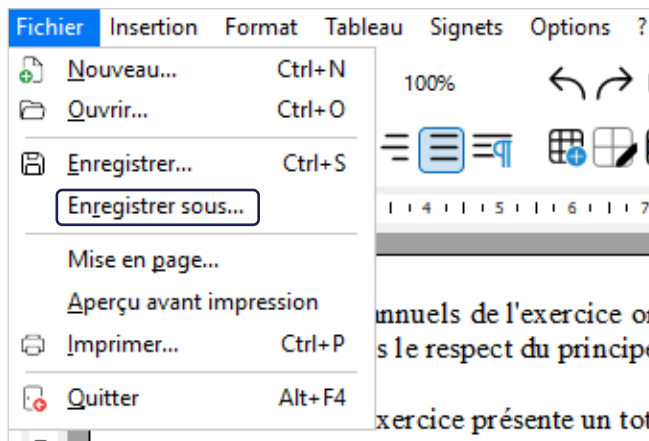 Fichier Insertion Format Tableau Signets Options ?
Nouveau... Ctrl+N
100%
Ouvrir... Ctrl+O
Enregistrer... Ctrl+S
Enregistrer sous...
4 5 6 7
Mise en page...
Aperçu avant impression
annuels de l'exercice
Imprimer... Ctrl+P
s le respect du principe
Quitter Alt+F4
xercice présente un tot